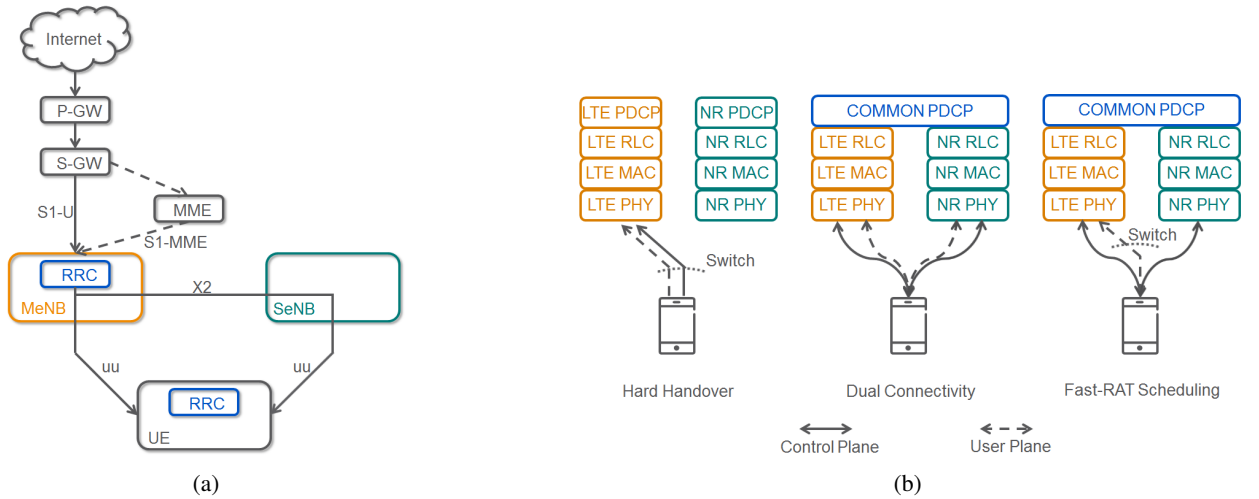 Internet
P-GW
S-GW
S1-U
MME
S1-MME
RRC
MeNB
X2
SeNB
uu
uu
RRC
UE
(a)
LTE PDCP
NR PDCP
LTE RLC
NR RLC
LTE MAC
NR MAC
LTE PHY
NR PHY
Switch
Hard Handover
COMMON PDCP
LTE RLC
NR RLC
LTE MAC
NR MAC
LTE PHY
NR PHY
Dual Connectivity
COMMON PDCP
LTE RLC
NR RLC
LTE MAC
NR MAC
LTE PHY
NR PHY
Switch
Fast-RAT Scheduling
Control Plane
User Plane
(b)